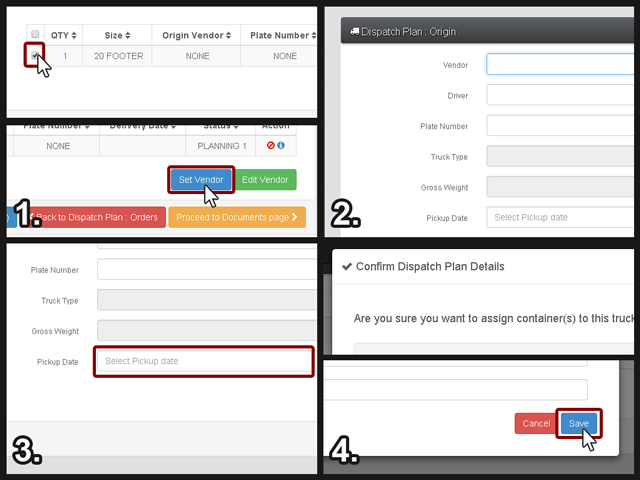 QTY Size Origin Vendor Plate Number
1 20 FOOTER NONE NONE
Plate Number Delivery Date Status Action
NONE PLANNING 1
Set Vendor Edit Vendor
Back to Dispatch Plan : Orders Proceed to Documents page
1.
Dispatch Plan : Origin
Vendor
Driver
Plate Number
Truck Type
Gross Weight
Pickup Date Select Pickup date
2.
Plate Number
Truck Type
Gross Weight
Pickup Date Select Pickup date
3.
Confirm Dispatch Plan Details
Are you sure you want to assign container(s) to this truck
Cancel Save
4.